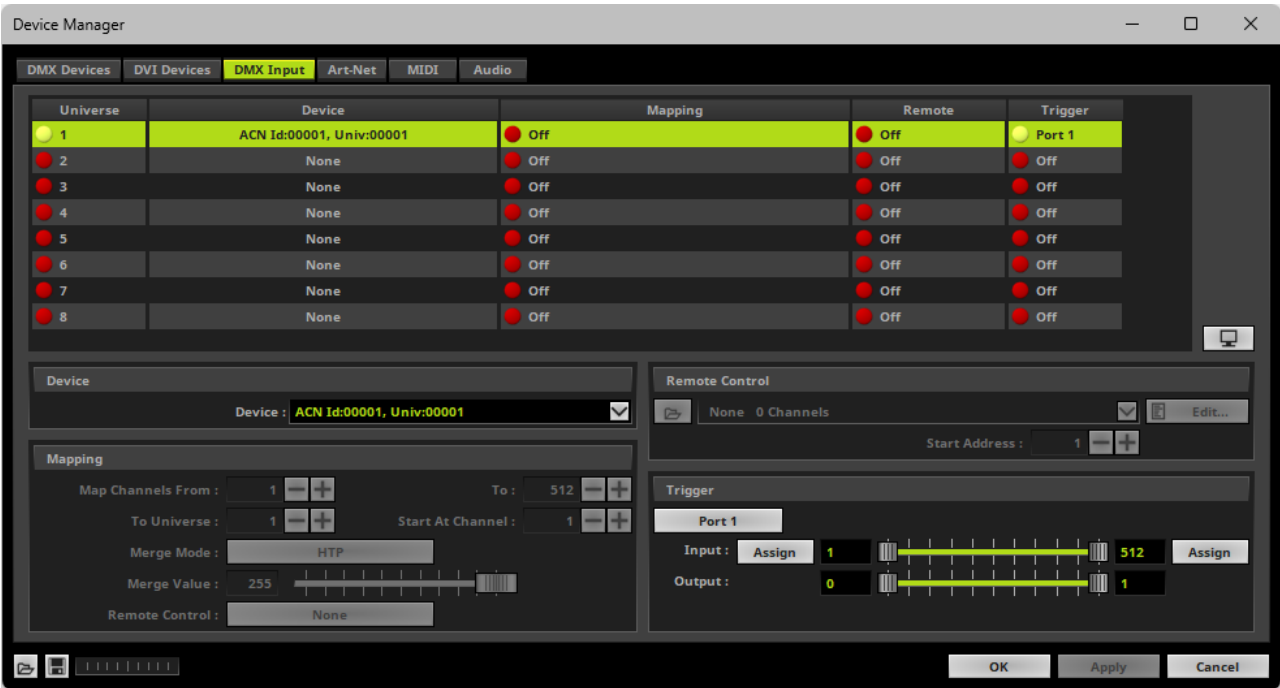 Device Manager
DMX Devices DVI Devices DMX Input Art-Net MIDI Audio
Universe Device Mapping Remote Trigger
1 ACN Id:00001, Univ:00001 Off Off Port 1
2 None Off Off Off
3 None Off Off Off
4 None Off Off Off
5 None Off Off Off
6 None Off Off Off
7 None Off Off Off
8 None Off Off Off
Device
Device : ACN Id:00001, Univ:00001
Mapping
Map Channels From : 1 To : 512
To Universe : 1 Start At Channel : 1
Merge Mode : HTP
Merge Value : 255
Remote Control : None
Remote Control
None 0 Channels Edit...
Start Address : 1
Trigger
Port 1
Input : Assign 1 512 Assign
Output : 0 1
OK Apply Cancel